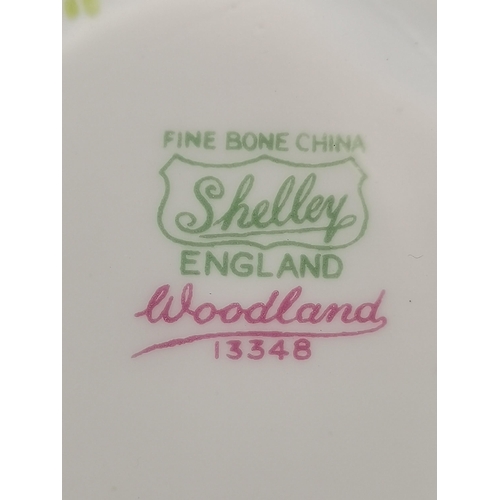 FINE BONE CHINA
Shelley
ENGLAND
Woodland
13348